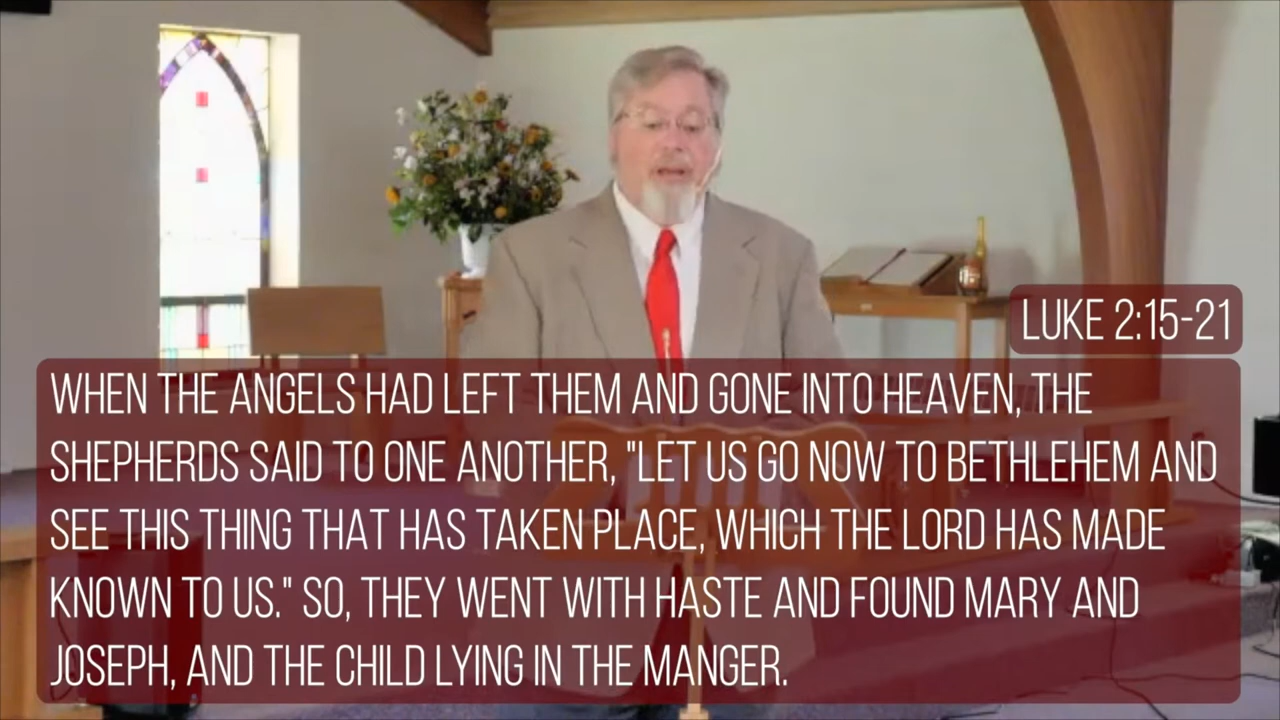 LUKE 2:15-21
WHEN THE ANGELS HAD LEFT THEM AND GONE INTO HEAVEN, THE
SHEPHERDS SAID TO ONE ANOTHER, "LET US GO NOW TO BETHLEHEM AND
SEE THIS THING THAT HAS TAKEN PLACE, WHICH THE LORD HAS MADE
KNOWN TO US." SO, THEY WENT WITH HASTE AND FOUND MARY AND
JOSEPH, AND THE CHILD LYING IN THE MANGER.